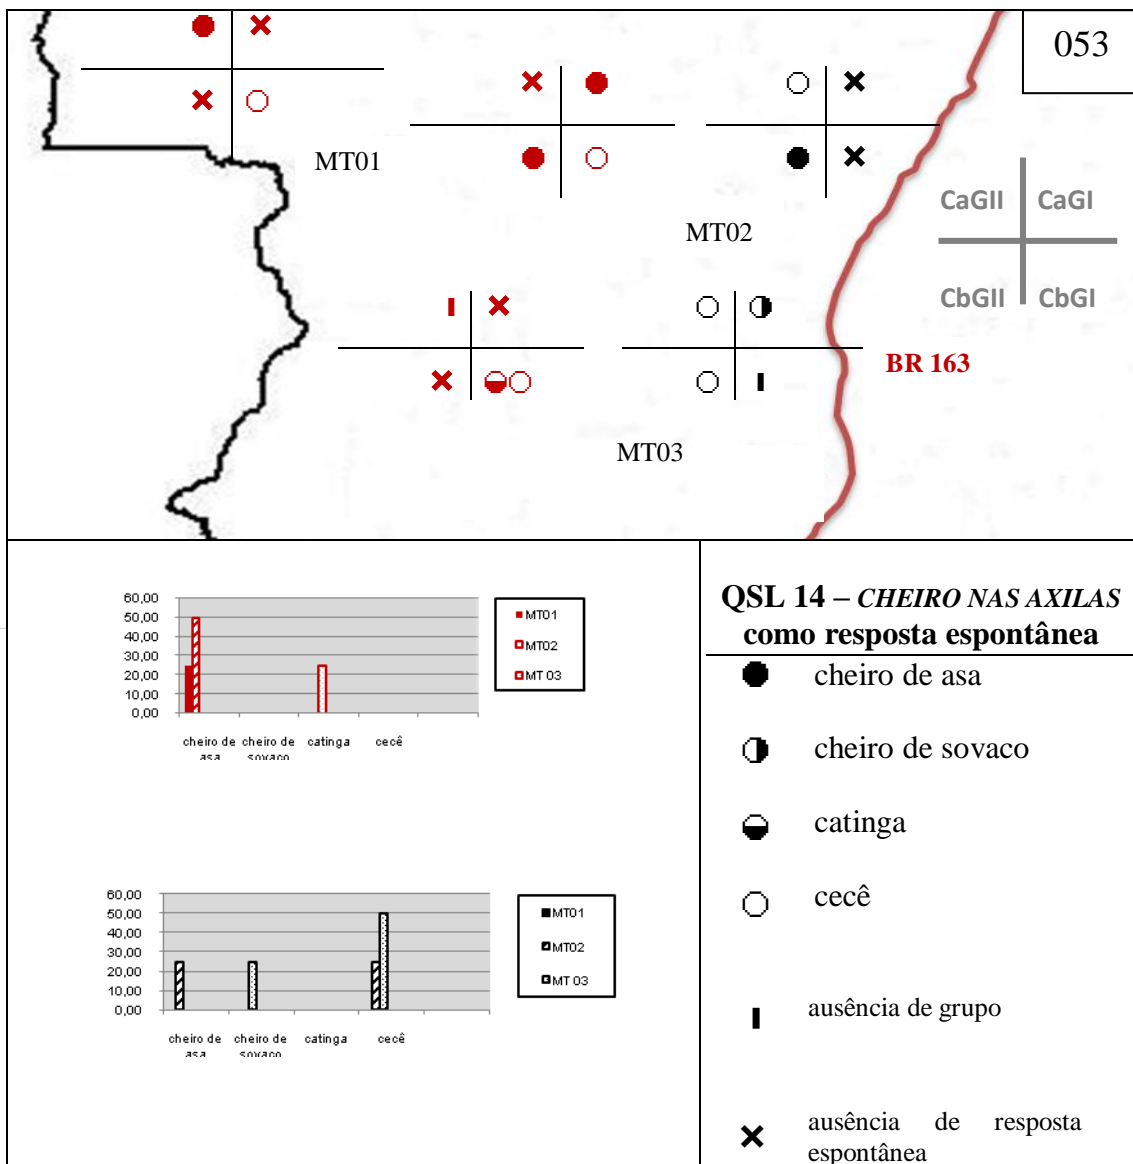 053
MT01
CaGII CaGI
MT02
CbGII CbGI
BR 163
MT03
60,00
50,00
40,00
30,00
20,00
10,00
0,00
cheiro de asa
cheiro de sovaco
catinga
cecê
MT01
MT02
MT 03
60,00
50,00
40,00
30,00
20,00
10,00
0,00
cheiro de asa
cheiro de sovaco
catinga
cecê
MT01
MT02
MT 03
QSL 14 – CHEIRO NAS AXILAS
como resposta espontânea
cheiro de asa
cheiro de sovaco
catinga
cecê
ausência de grupo
ausência de resposta
espontânea